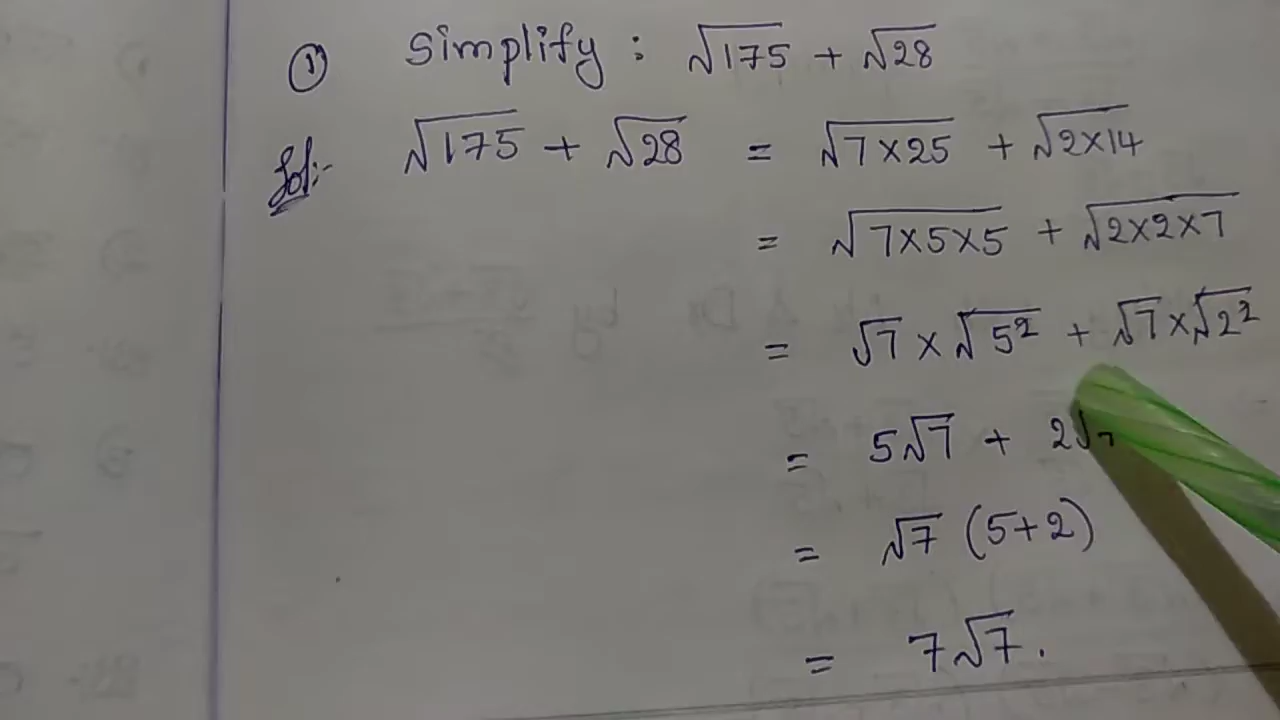 ① Simplify : √175 + √28
Sol:- √175 + √28 = √7×25 + √2×14
= √7×5×5 + √2×2×7
= √7 × √5² + √7 × √2²
= 5√7 + 2√7
= √7 (5+2)
= 7√7.